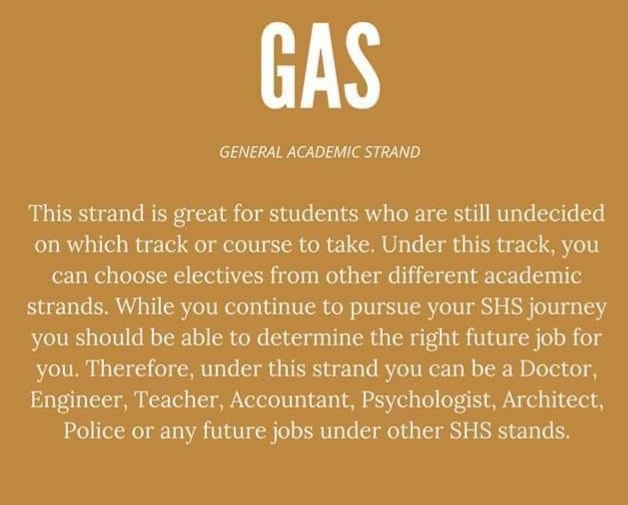 GAS
GENERAL ACADEMIC STRAND
This strand is great for students who are still undecided
on which track or course to take. Under this track, you
can choose electives from other different academic
strands. While you continue to pursue your SHS journey
you should be able to determine the right future job for
you. Therefore, under this strand you can be a Doctor,
Engineer, Teacher, Accountant, Psychologist, Architect,
Police or any future jobs under other SHS stands.